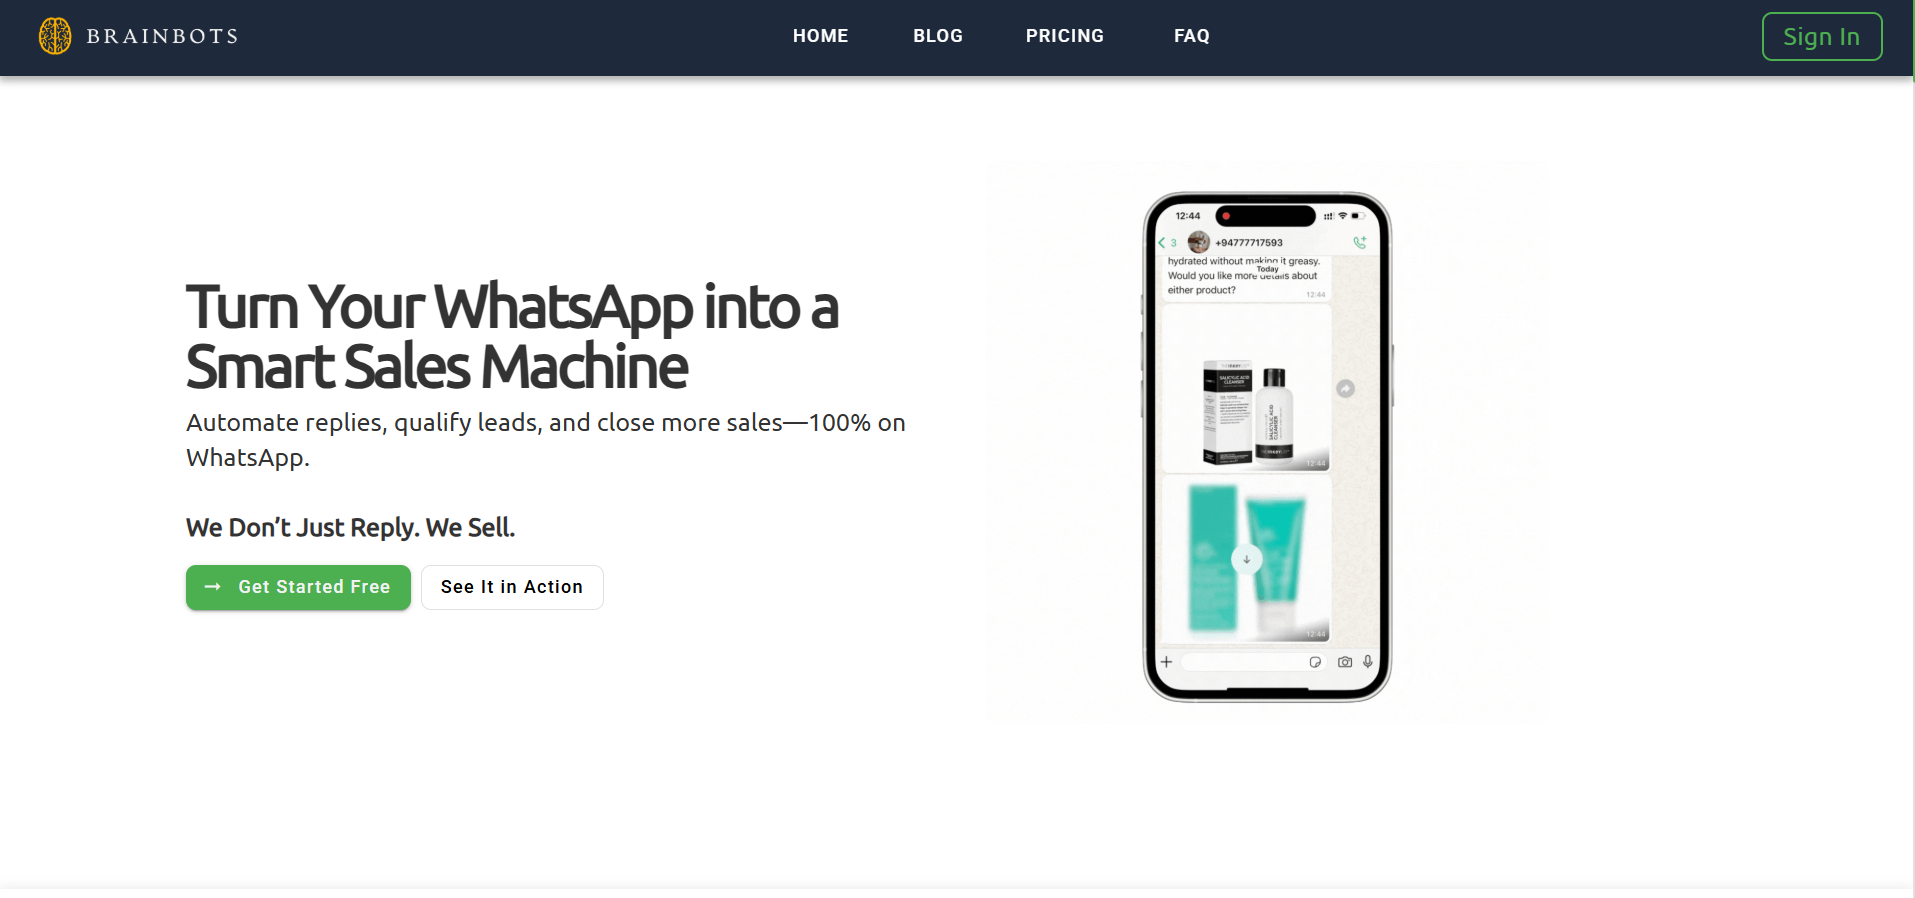 BRAINBOTS
HOME
BLOG
PRICING
FAQ
Sign In
Turn Your WhatsApp into a
Smart Sales Machine
Automate replies, qualify leads, and close more sales—100% on
WhatsApp.
We Don’t Just Reply. We Sell.
→ Get Started Free
See It in Action
12:44
3
+94777717593
hydrated without making it greasy.
Today
Would you like more details about
either product?
12:44
SALICYLIC ACID
CLEANSER
SALICYLIC ACID
CLEANSER
12:44
12:44